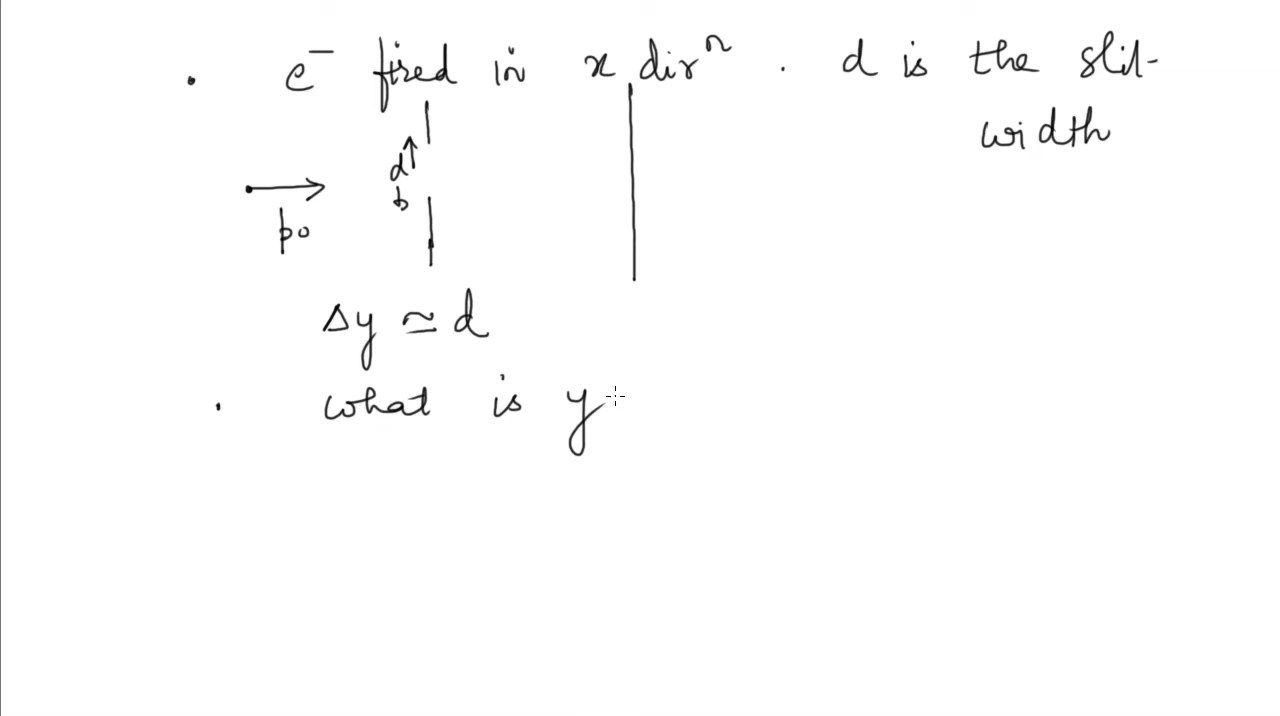 . e⁻ fired in x dirⁿ . d is the slit-
width
d
p₀
Δy ≃ d
. what is y